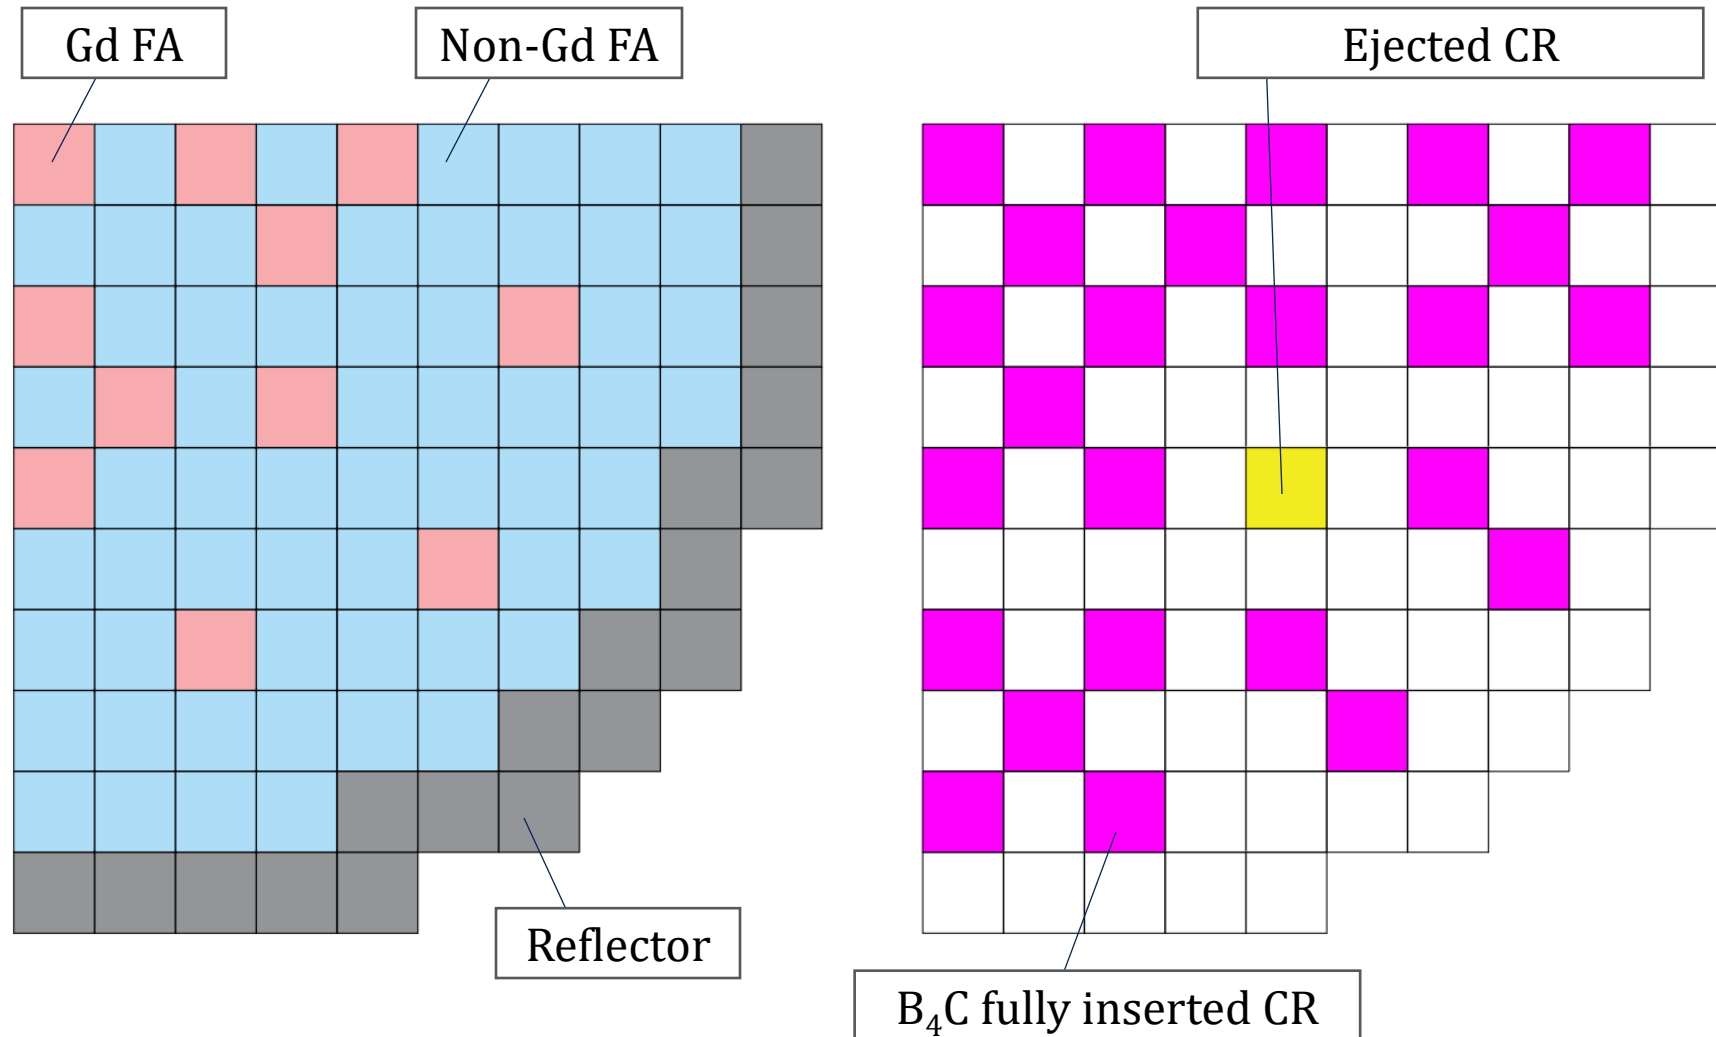 Gd FA
Non-Gd FA
Ejected CR
Reflector
B₄C fully inserted CR